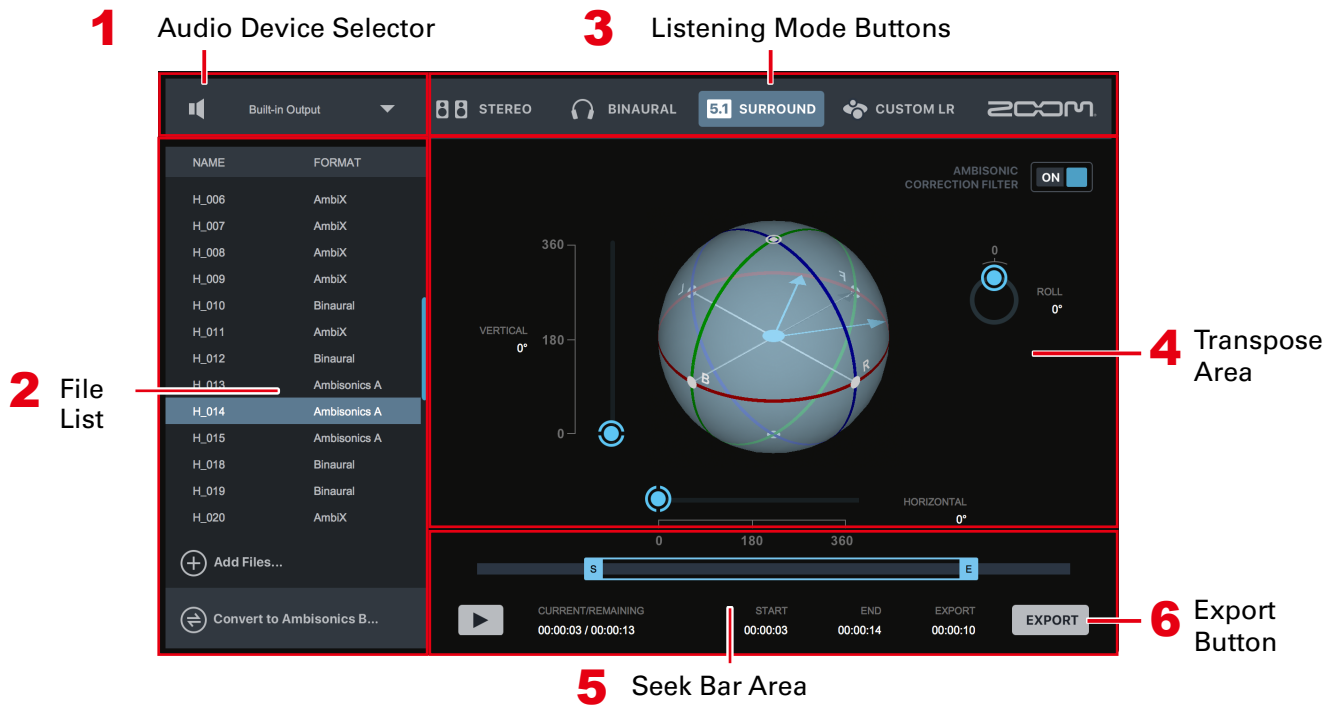 1 Audio Device Selector
3 Listening Mode Buttons
Built-in Output
STEREO
BINAURAL
5.1 SURROUND
CUSTOM LR
ZOOM
NAME FORMAT
H_006 AmbiX
H_007 AmbiX
H_008 AmbiX
H_009 AmbiX
H_010 Binaural
H_011 AmbiX
H_012 Binaural
H_013 Ambisonics A
H_014 Ambisonics A
H_015 Ambisonics A
H_018 Binaural
H_019 Binaural
H_020 AmbiX
Add Files...
Convert to Ambisonics B...
2 File
List
AMBISONIC
CORRECTION FILTER
ON
360
180
0
VERTICAL
0°
L
F
B
R
0
ROLL
0°
HORIZONTAL
0°
0 180 360
4 Transpose
Area
S
E
CURRENT/REMAINING
00:00:03 / 00:00:13
START
00:00:03
END
00:00:14
EXPORT
00:00:10
EXPORT
6 Export
Button
5 Seek Bar Area